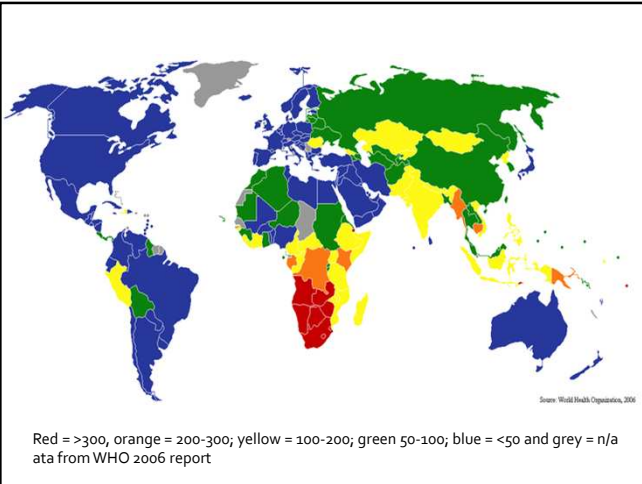 Source: World Health Organization, 2006
Red = >300, orange = 200-300; yellow = 100-200; green 50-100; blue = <50 and grey = n/a
ata from WHO 2006 report